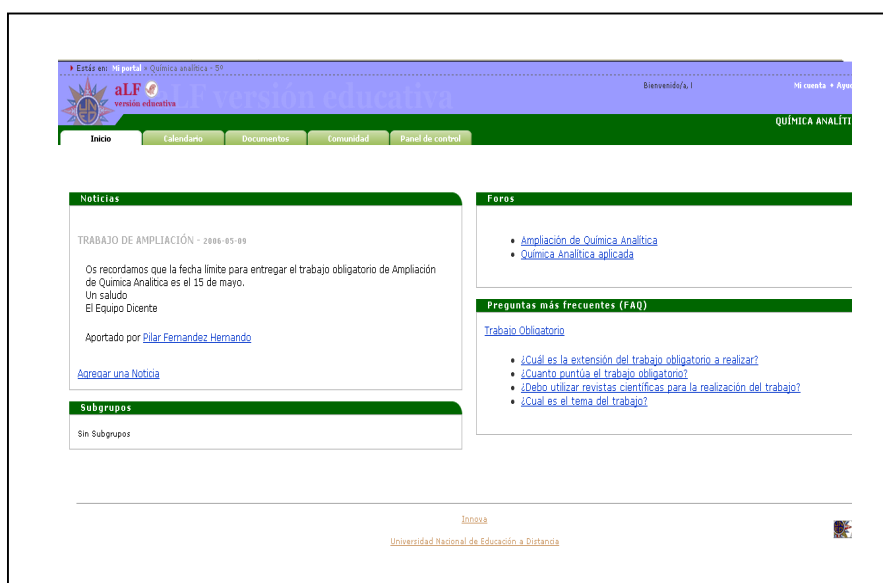 Estás en: Mi portal › Química analítica - 5º
aLF
versión educativa
aLF versión educativa
Bienvenido/a, I
Mi cuenta • Ayu
QUÍMICA ANALÍTI
Inicio Calendario Documentos Comunidad Panel de control
Noticias
TRABAJO DE AMPLIACIÓN - 2006-05-09
Os recordamos que la fecha límite para entregar el trabajo obligatorio de Ampliación
de Quimica Analitica es el 15 de mayo.
Un saludo
El Equipo Dicente
Aportado por Pilar Fernandez Hernando
Agregar una Noticia
Subgrupos
Sin Subgrupos
Foros
Ampliación de Química Analítica
Química Analítica aplicada
Preguntas más frecuentes (FAQ)
Trabajo Obligatorio
¿Cuál es la extensión del trabajo obligatorio a realizar?
¿Cuanto puntúa el trabajo obligatorio?
¿Debo utilizar revistas científicas para la realización del trabajo?
¿Cual es el tema del trabajo?
Innova
Universidad Nacional de Educación a Distancia